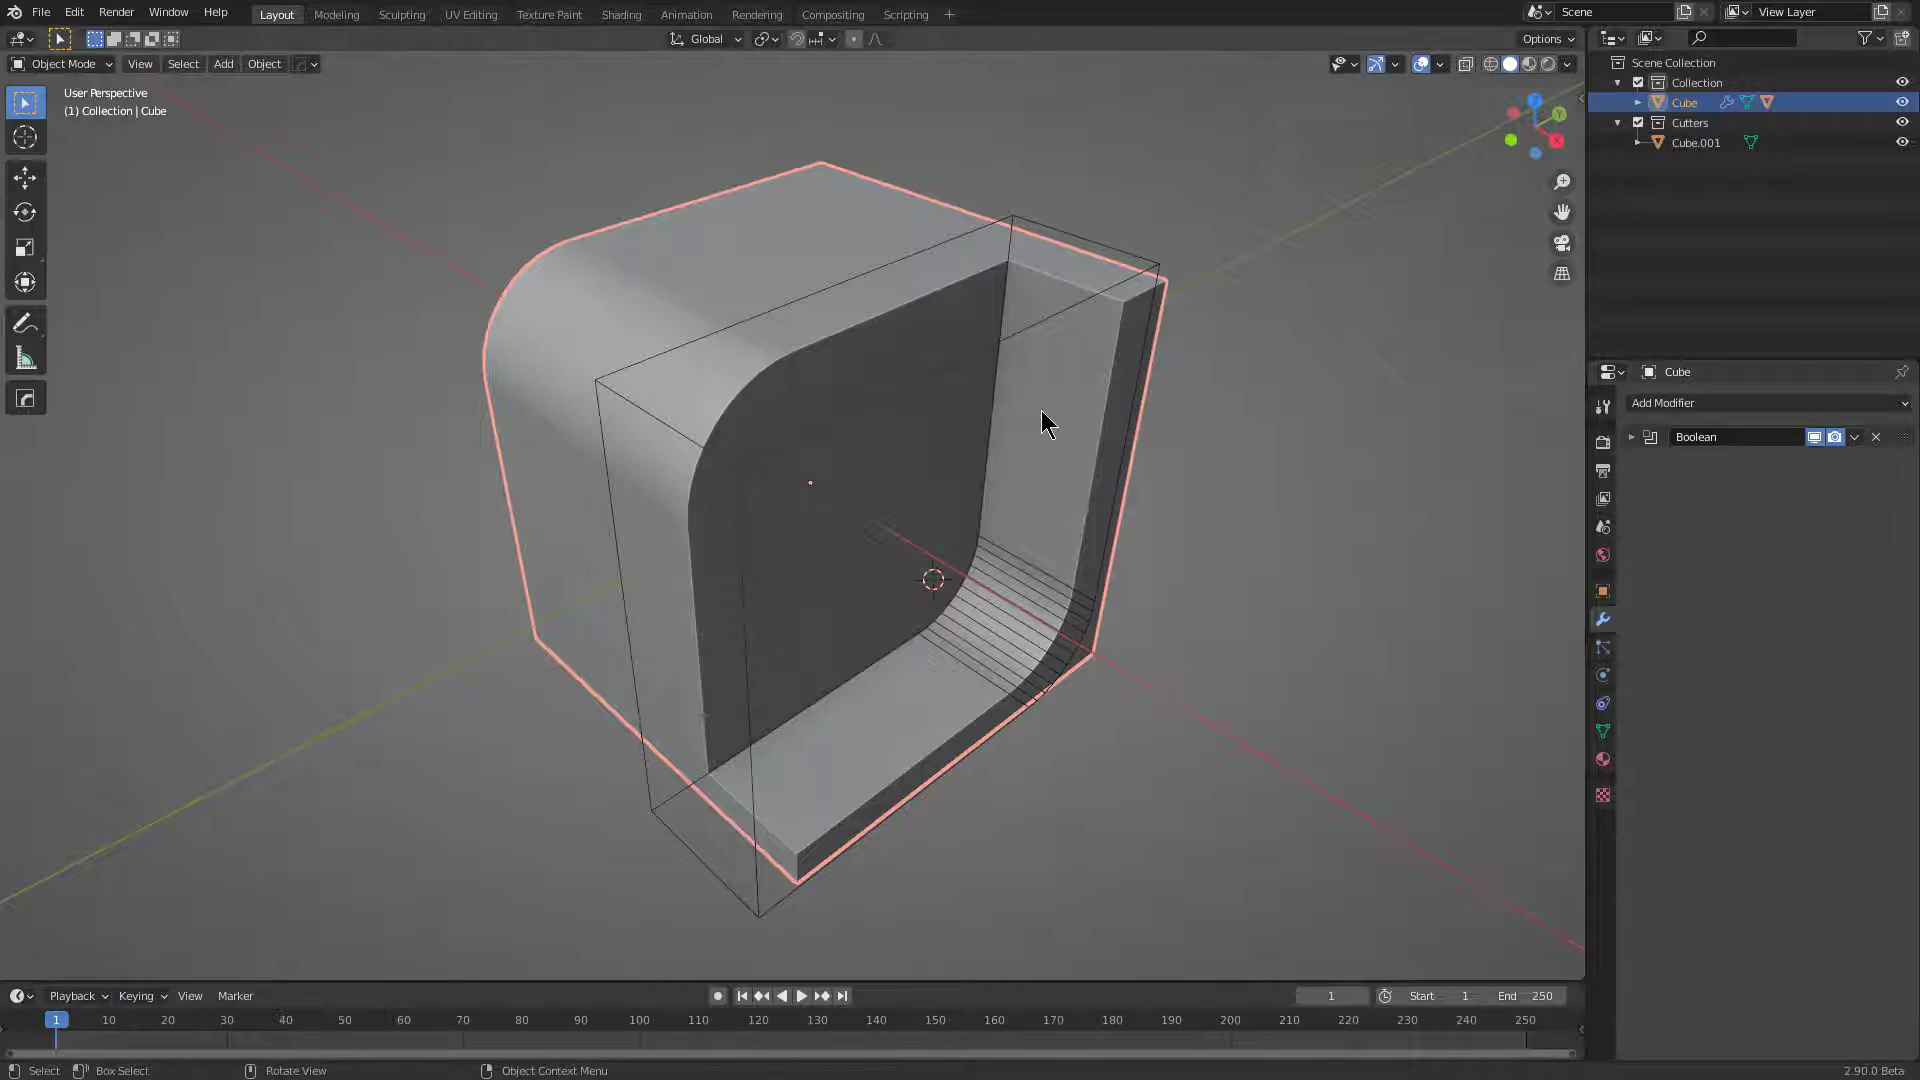 File Edit Render Window Help Layout Modeling Sculpting UV Editing Texture Paint Shading Animation Rendering Compositing Scripting + Scene View Layer
Global Options
Object Mode View Select Add Object
User Perspective
(1) Collection | Cube
Z
Y
X
Scene Collection
Collection
Cube
Cutters
Cube.001
Cube
Add Modifier
Boolean
Playback Keying View Marker 1 Start 1 End 250
1 10 20 30 40 50 60 70 80 90 100 110 120 130 140 150 160 170 180 190 200 210 220 230 240 250
Select Box Select Rotate View Object Context Menu 2.90.0 Beta